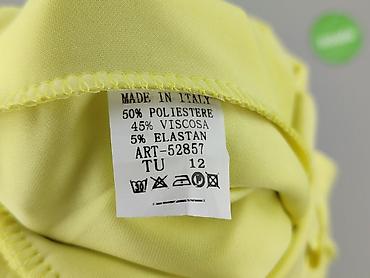 MADE IN ITALY
50% POLIESTERE
45% VISCOSA
5% ELASTAN
ART-52857
TU 12